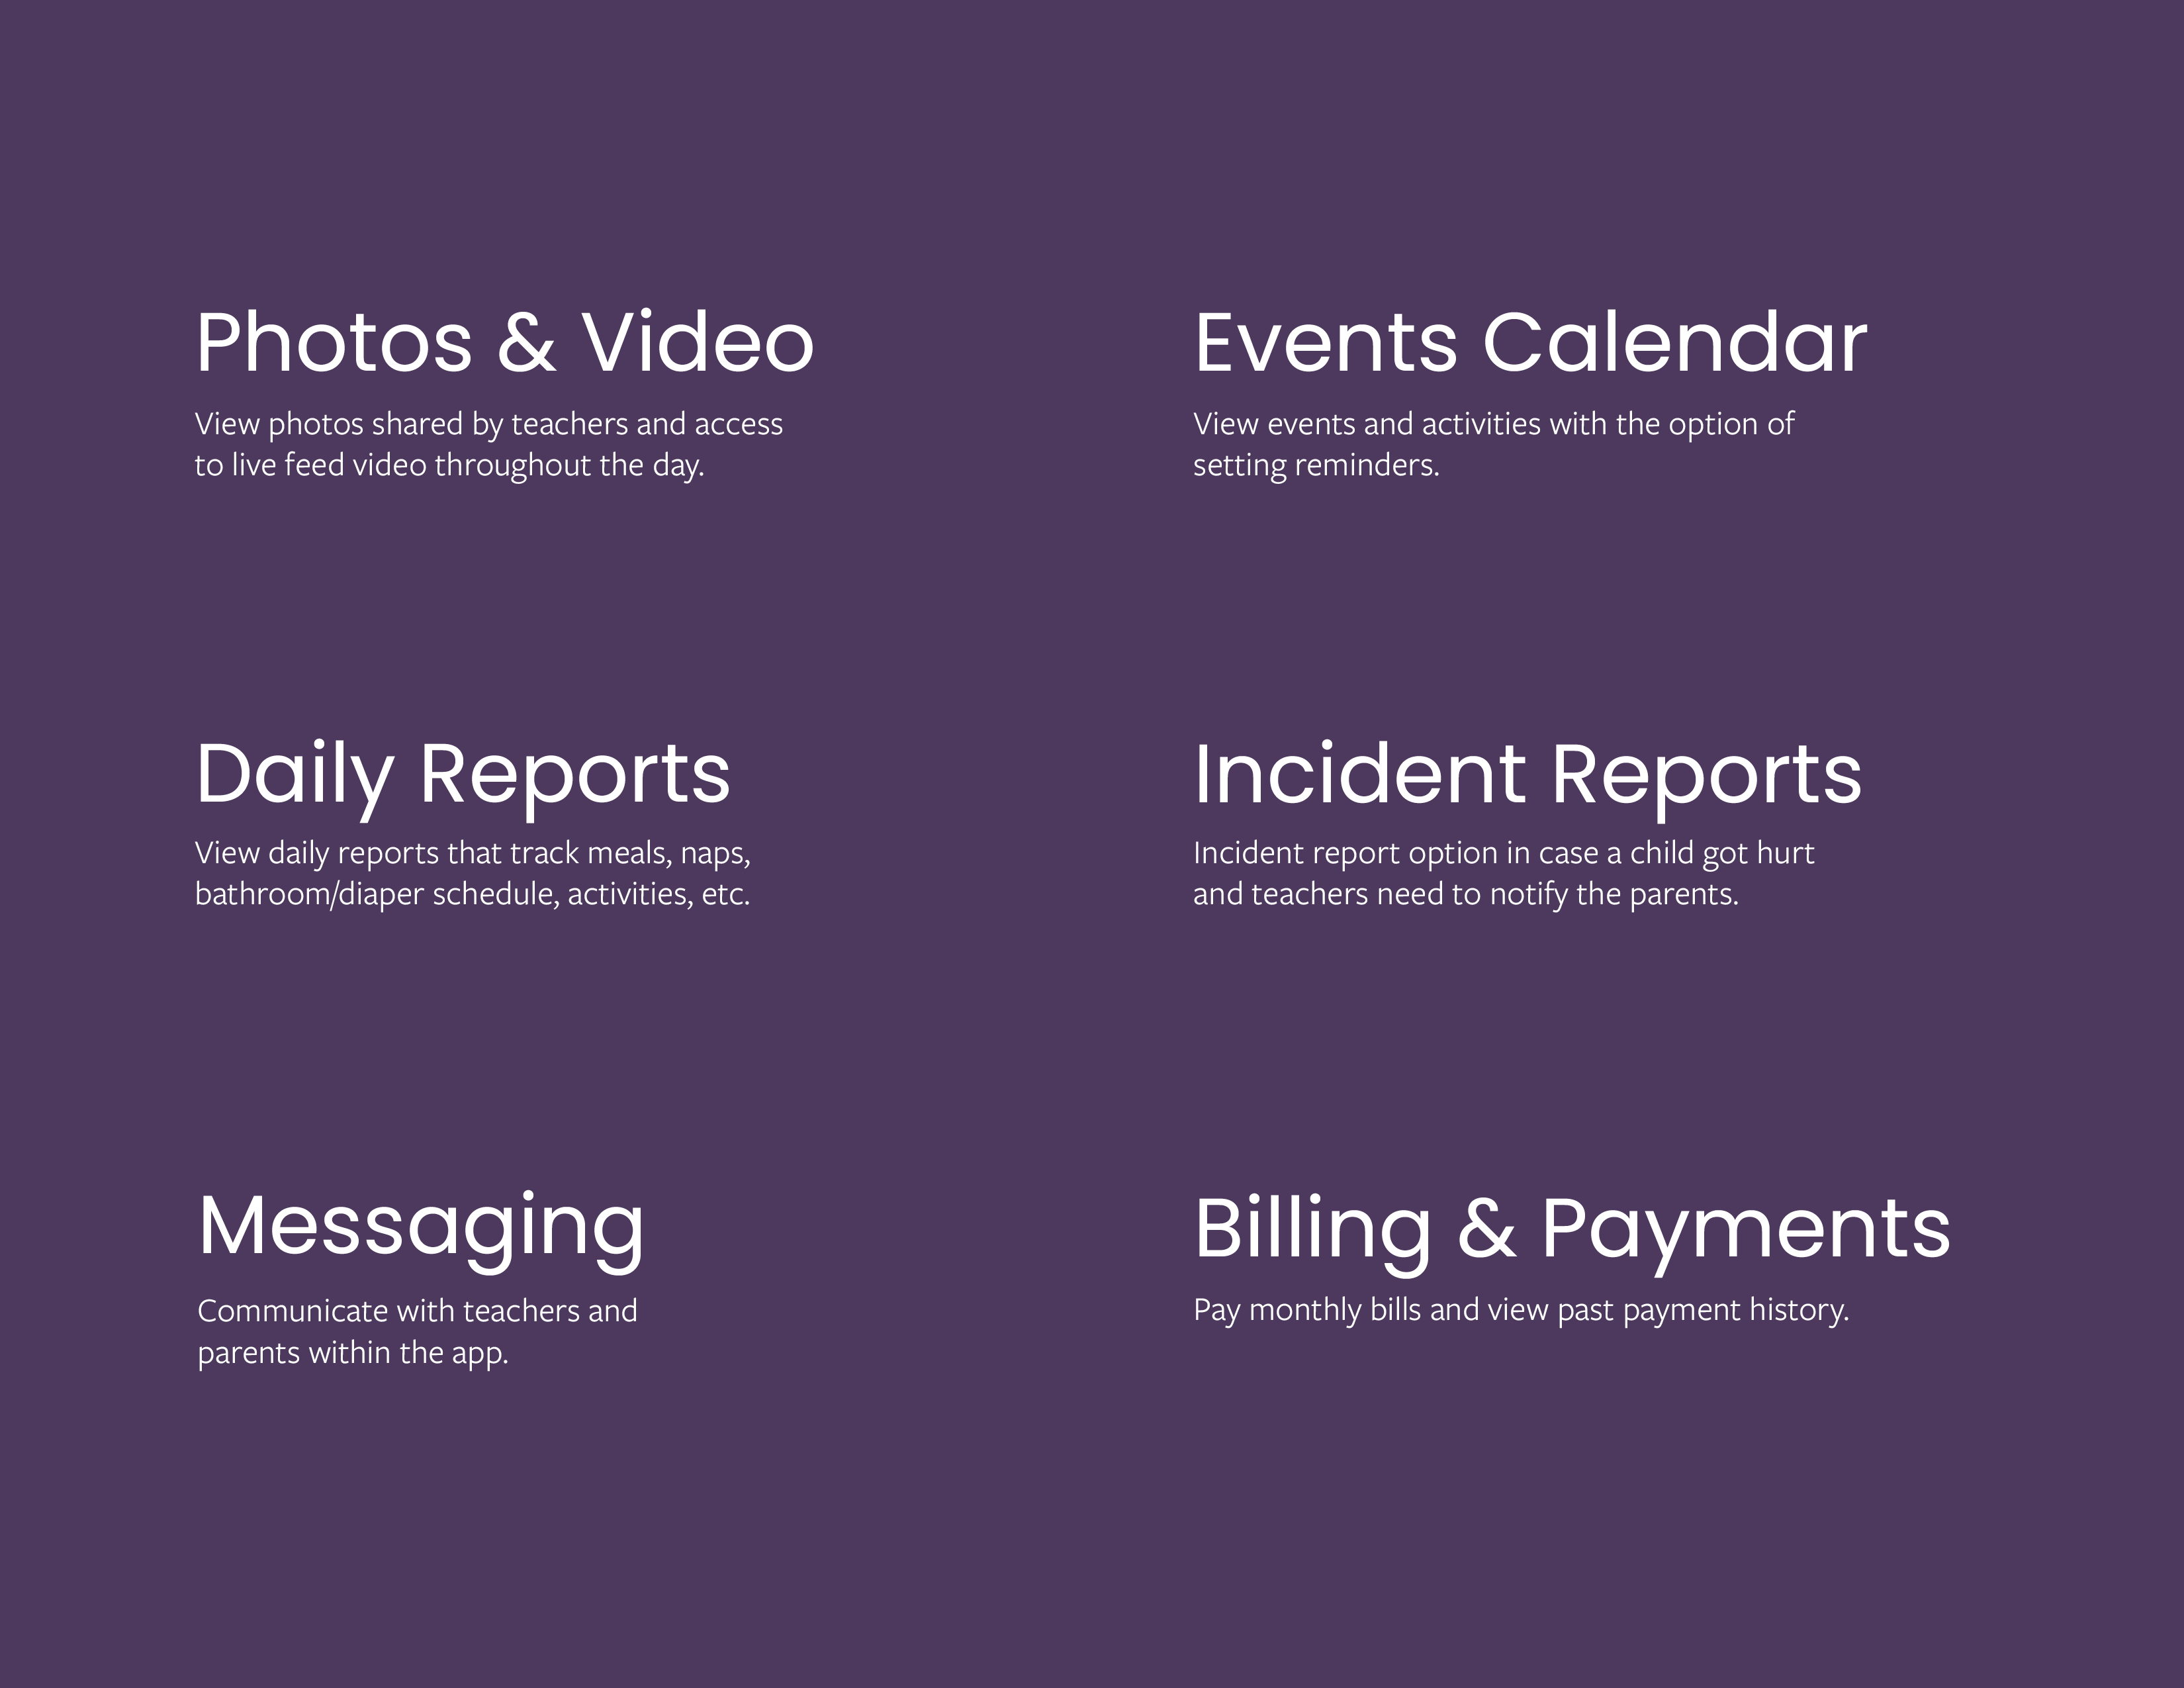 Photos & Video
View photos shared by teachers and access
to live feed video throughout the day.
Events Calendar
View events and activities with the option of
setting reminders.
Daily Reports
View daily reports that track meals, naps,
bathroom/diaper schedule, activities, etc.
Incident Reports
Incident report option in case a child got hurt
and teachers need to notify the parents.
Messaging
Communicate with teachers and
parents within the app.
Billing & Payments
Pay monthly bills and view past payment history.